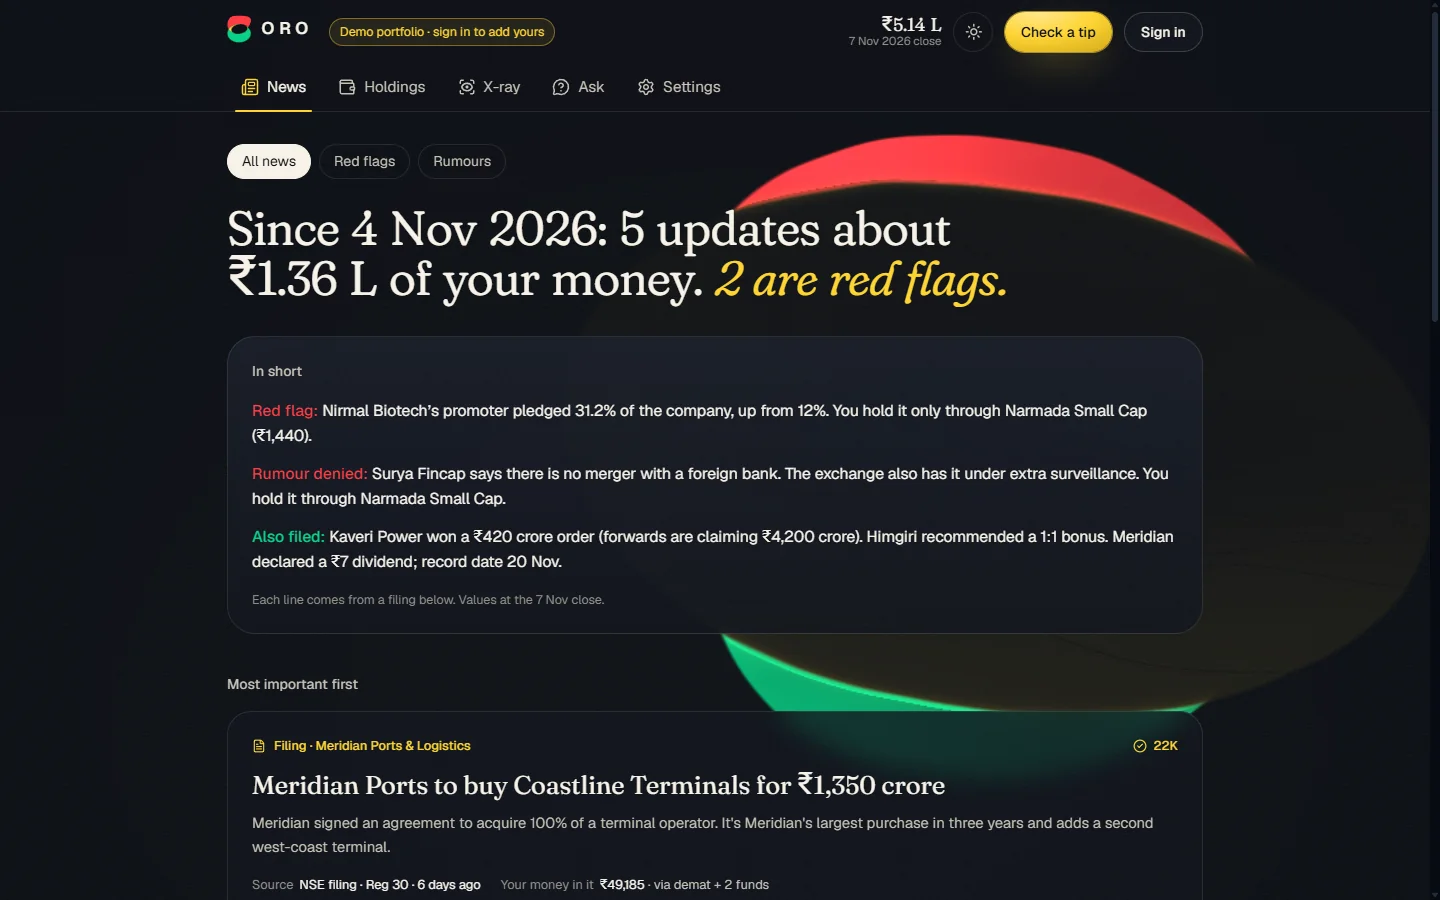 ORO
Demo portfolio · sign in to add yours
₹5.14 L
7 Nov 2026 close
Check a tip
Sign in
News
Holdings
X-ray
Ask
Settings
All news
Red flags
Rumours
Since 4 Nov 2026: 5 updates about
₹1.36 L of your money. 2 are red flags.
In short
Red flag: Nirmal Biotech’s promoter pledged 31.2% of the company, up from 12%. You hold it only through Narmada Small Cap
(₹1,440).
Rumour denied: Surya Fincap says there is no merger with a foreign bank. The exchange also has it under extra surveillance. You
hold it through Narmada Small Cap.
Also filed: Kaveri Power won a ₹420 crore order (forwards are claiming ₹4,200 crore). Himgiri recommended a 1:1 bonus. Meridian
declared a ₹7 dividend; record date 20 Nov.
Each line comes from a filing below. Values at the 7 Nov close.
Most important first
Filing · Meridian Ports & Logistics
22K
Meridian Ports to buy Coastline Terminals for ₹1,350 crore
Meridian signed an agreement to acquire 100% of a terminal operator. It's Meridian's largest purchase in three years and adds a second
west-coast terminal.
Source NSE filing · Reg 30 · 6 days ago Your money in it ₹49,185 · via demat + 2 funds